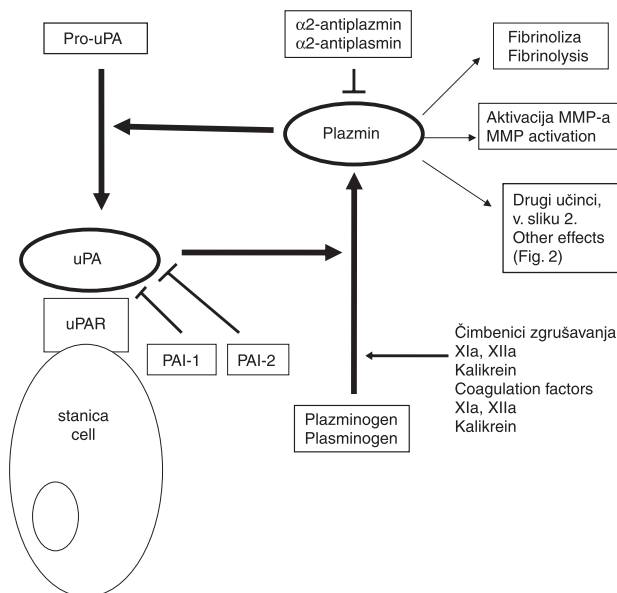 Pro-uPA
α2-antiplazmin
α2-antiplasmin
Fibrinoliza
Fibrinolysis
Plazmin
Aktivacija MMP-a
MMP activation
Drugi učinci,
v. sliku 2.
Other effects
(Fig. 2)
uPA
uPAR
PAI-1
PAI-2
Čimbenici zgrušavanja
XIa, XIIa
Kalikrein
Coagulation factors
XIa, XIIa
Kalikrein
stanica
cell
Plazminogen
Plasminogen